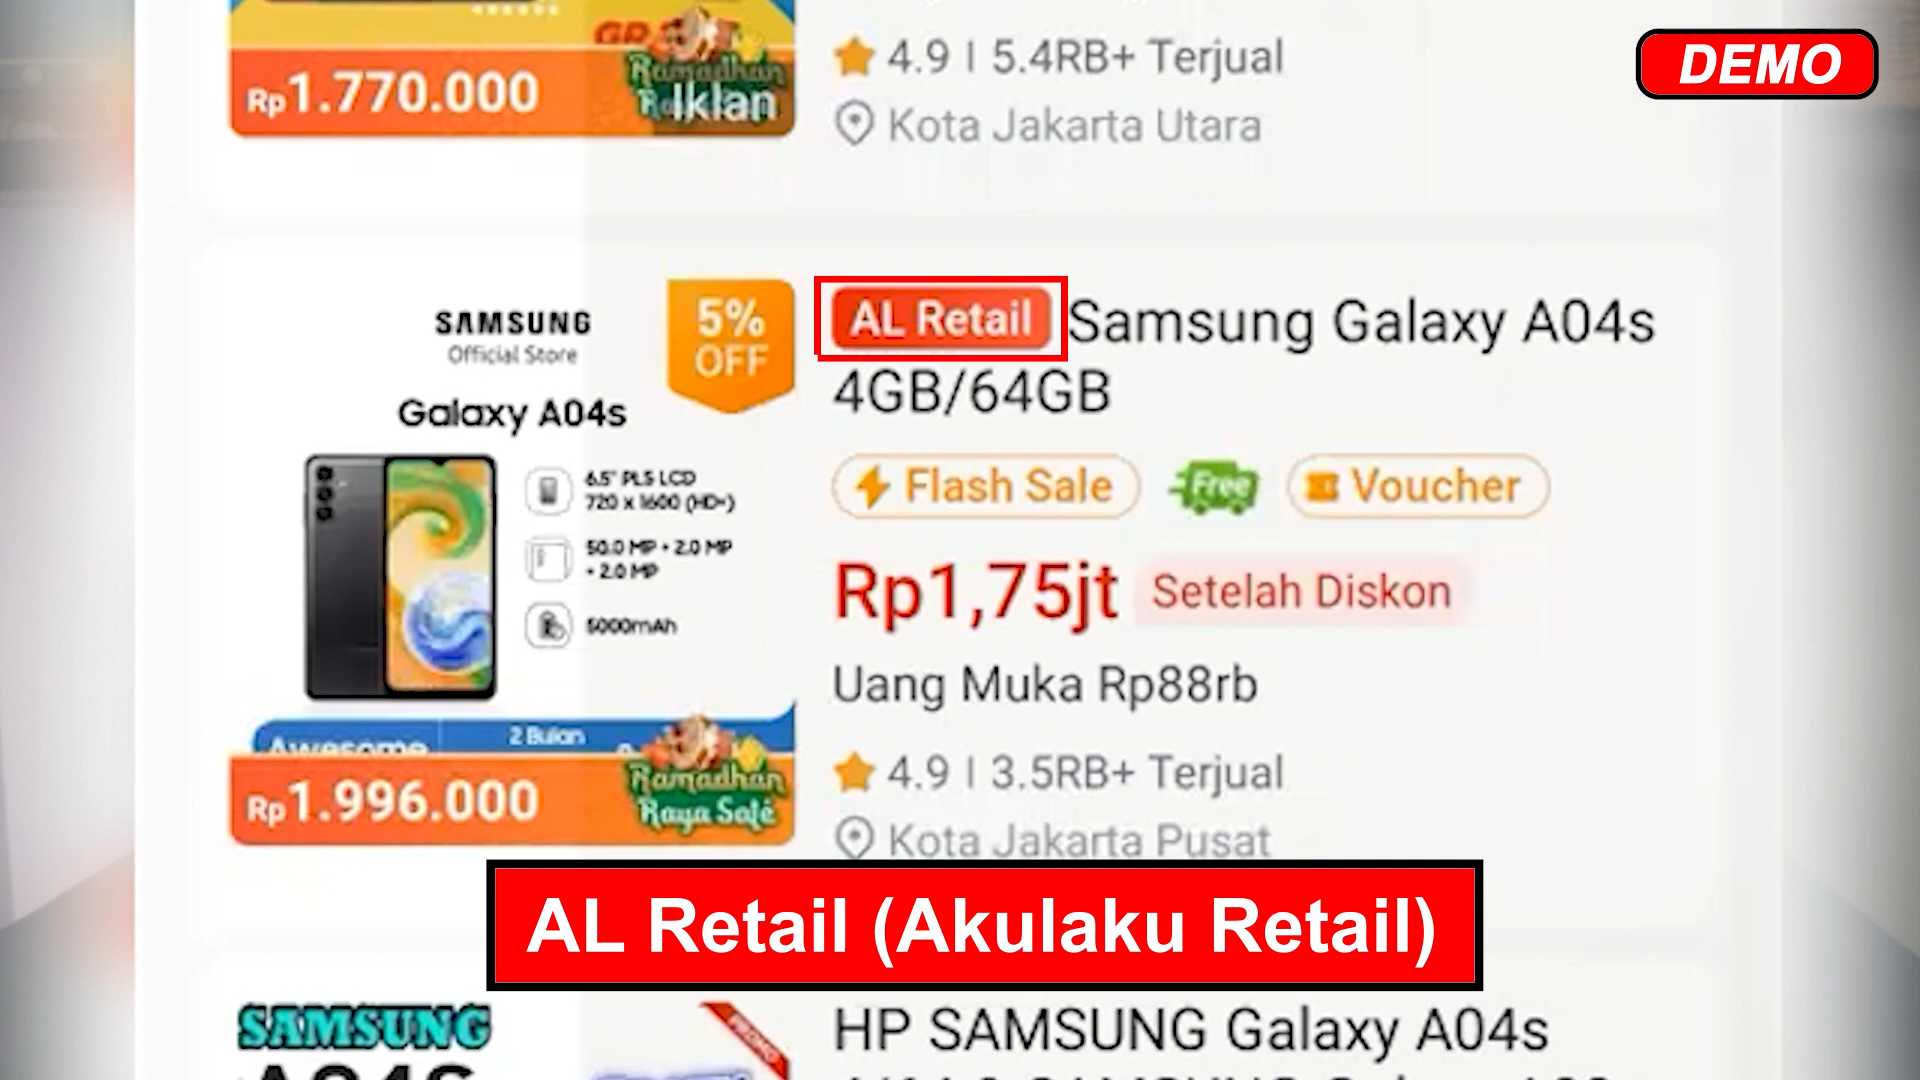 DEMO
Rp1.770.000
Ramadhan
Iklan
4.9 | 5.4RB+ Terjual
Kota Jakarta Utara
SAMSUNG
Official Store
Galaxy A04s
5%
OFF
6.5" PLS LCD
720 x 1600 (HD+)
50.0 MP + 2.0 MP
+ 2.0 MP
5000mAh
Awesome
2 Bulan
Rp1.996.000
Ramadhan
Raya Sale
AL Retail Samsung Galaxy A04s
4GB/64GB
Flash Sale
Free
Voucher
Rp1,75jt Setelah Diskon
Uang Muka Rp88rb
4.9 | 3.5RB+ Terjual
Kota Jakarta Pusat
AL Retail (Akulaku Retail)
SAMSUNG
A04S
PROMO
HP SAMSUNG Galaxy A04s